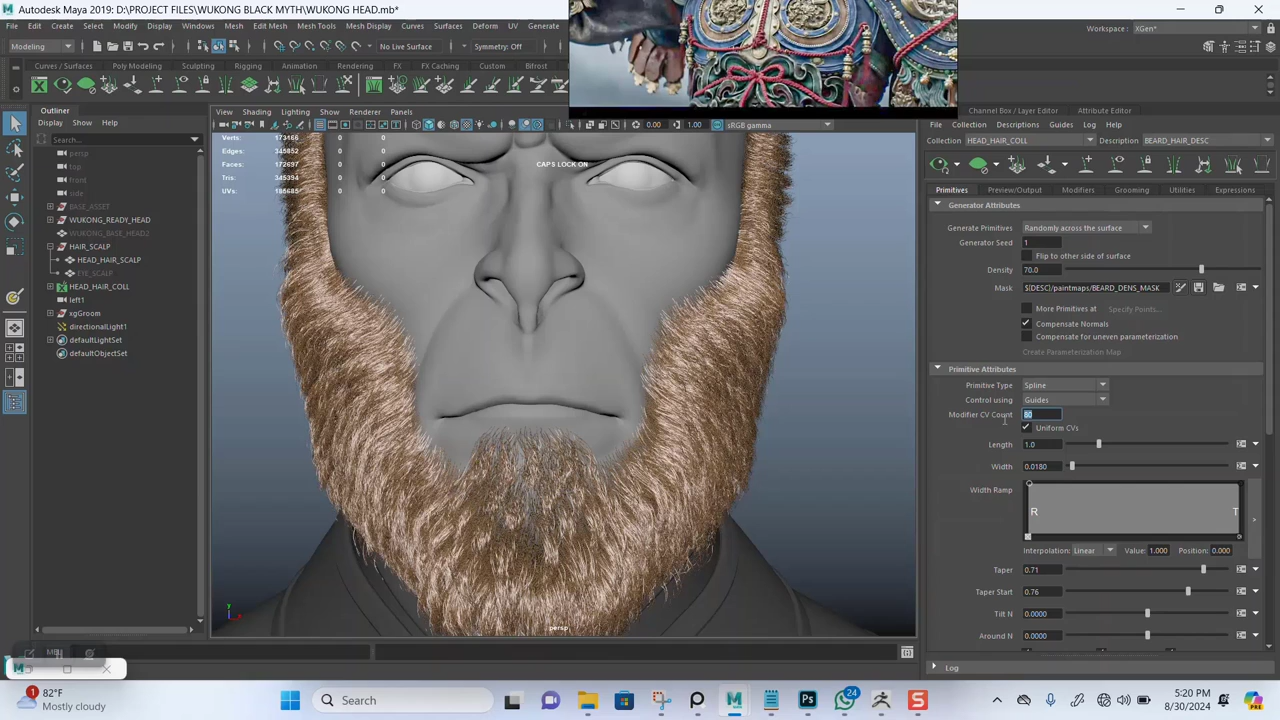 Autodesk Maya 2019: D:\PROJECT FILES\WUKONG BLACK MYTH\WUKONG HEAD.mb*
File Edit Create Select Modify Display Windows Mesh Edit Mesh Mesh Tools Mesh Display Curves Surfaces Deform UV Generate
Workspace: XGen*
Modeling
No Live Surface
Symmetry: Off
Curves / Surfaces Poly Modeling Sculpting Rigging Animation Rendering FX Custom Bifrost
Outliner
Display Show Help
Search...
persp
top
front
side
BASE_ASSET
WUKONG_READY_HEAD
WUKONG_BASE_HEAD2
HAIR_SCALP
HEAD_HAIR_SCALP
EYE_SCALP
HEAD_HAIR_COLL
left1
xgGroom
directionalLight1
defaultLightSet
defaultObjectSet
View Shading Lighting Show Renderer Panels
0.00 1.00 sRGB gamma
Verts: 173466 0 0
Edges: 345852 0 0
Faces: 172697 0 0
Tris: 345394 0 0
UVs: 0 0
CAPS LOCK ON
persp
Channel Box / Layer Editor Attribute Editor
File Collection Descriptions Guides Log Help
Collection HEAD_HAIR_COLL Description BEARD_HAIR_DESC
Primitives Preview/Output Modifiers Grooming Utilities Expressions
Generator Attributes
Generate Primitives Randomly across the surface
Generator Seed 1
Flip to other side of surface
Density 70.0
Mask ${DESC}/paintmaps/BEARD_DENS_MASK
More Primitives at Specify Points...
Compensate Normals
Compensate for uneven parameterization
Create Parameterization Map
Primitive Attributes
Primitive Type Spline
Control using Guides
Modifier CV Count 80
Uniform CVs
Length 1.0
Width 0.0180
Width Ramp
R T
Interpolation: Linear Value: 1.000 Position: 0.000
Taper 0.71
Taper Start 0.76
Tilt N 0.0000
Around N 0.0000
Log
1
82°F
Mostly cloudy
Search
24
5:20 PM
8/30/2024